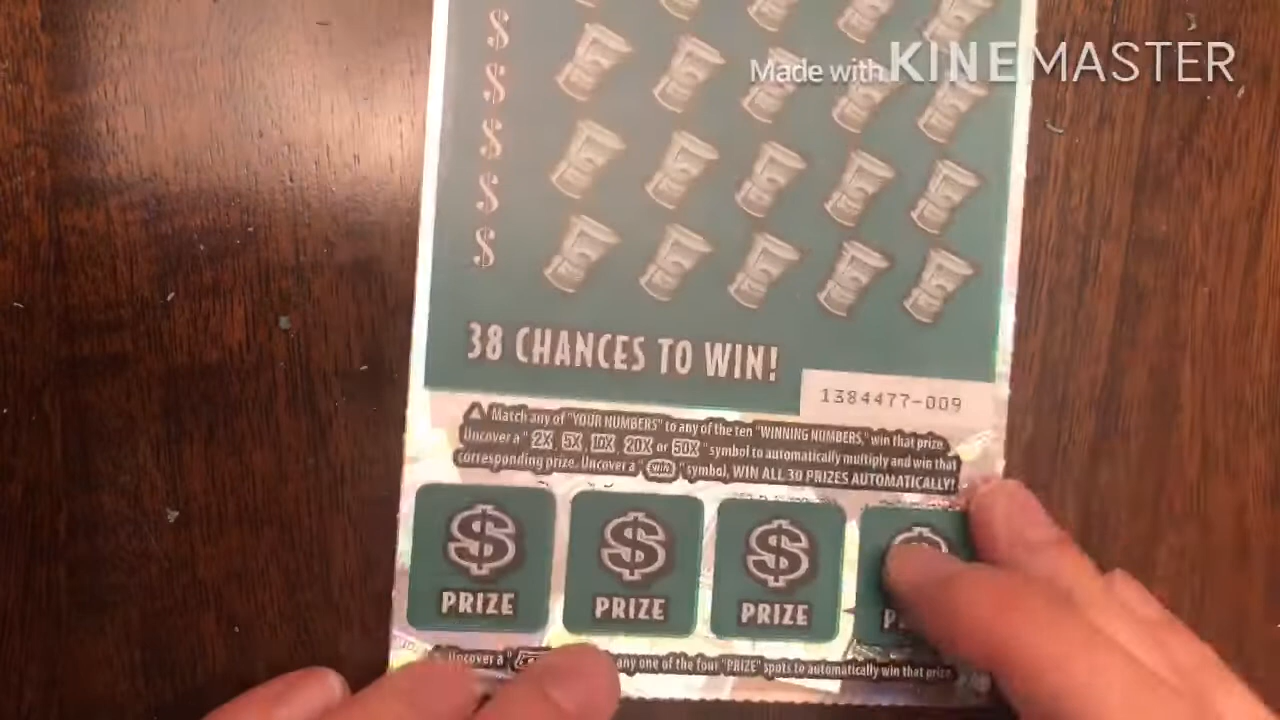 Made with KINEMASTER
$
$
$
$
$
38 CHANCES TO WIN!
1384477-009
Match any of "YOUR NUMBERS" to any of the ten "WINNING NUMBERS," win that prize.
Uncover a "2X, 5X, 10X, 20X or 50X" symbol to automatically multiply and win that
corresponding prize. Uncover a "WIN" symbol, WIN ALL 30 PRIZES AUTOMATICALLY!
$ $ $ $
PRIZE PRIZE PRIZE
Uncover a " any one of the four "PRIZE" spots to automatically win that prize.